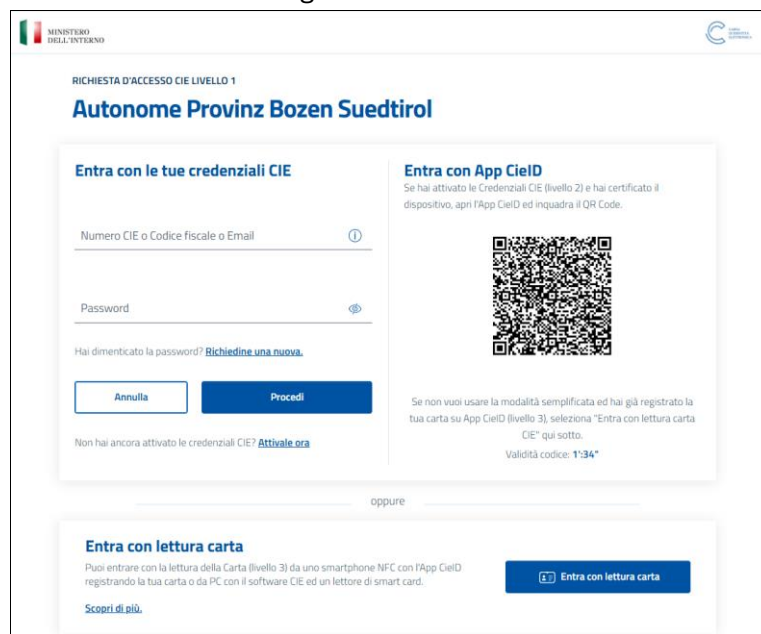 MINISTERO
DELL'INTERNO
RICHIESTA D'ACCESSO CIE LIVELLO 1
Autonome Provinz Bozen Suedtirol
Entra con le tue credenziali CIE
Numero CIE o Codice fiscale o Email
Password
Hai dimenticato la password? Richiedine una nuova.
Annulla
Procedi
Non hai ancora attivato le credenziali CIE? Attivale ora
Entra con App CieID
Se hai attivato le Credenziali CIE (livello 2) e hai certificato il
dispositivo, apri l'App CieID ed inquadra il QR Code.
Se non vuoi usare la modalità semplificata ed hai già registrato la
tua carta su App CieID (livello 3), seleziona "Entra con lettura carta
CIE" qui sotto.
Validità codice: 1':34"
oppure
Entra con lettura carta
Puoi entrare con la lettura della Carta (livello 3) da uno smartphone NFC con l'App CieID
registrando la tua carta o da PC con il software CIE ed un lettore di smart card.
Scopri di più.
Entra con lettura carta